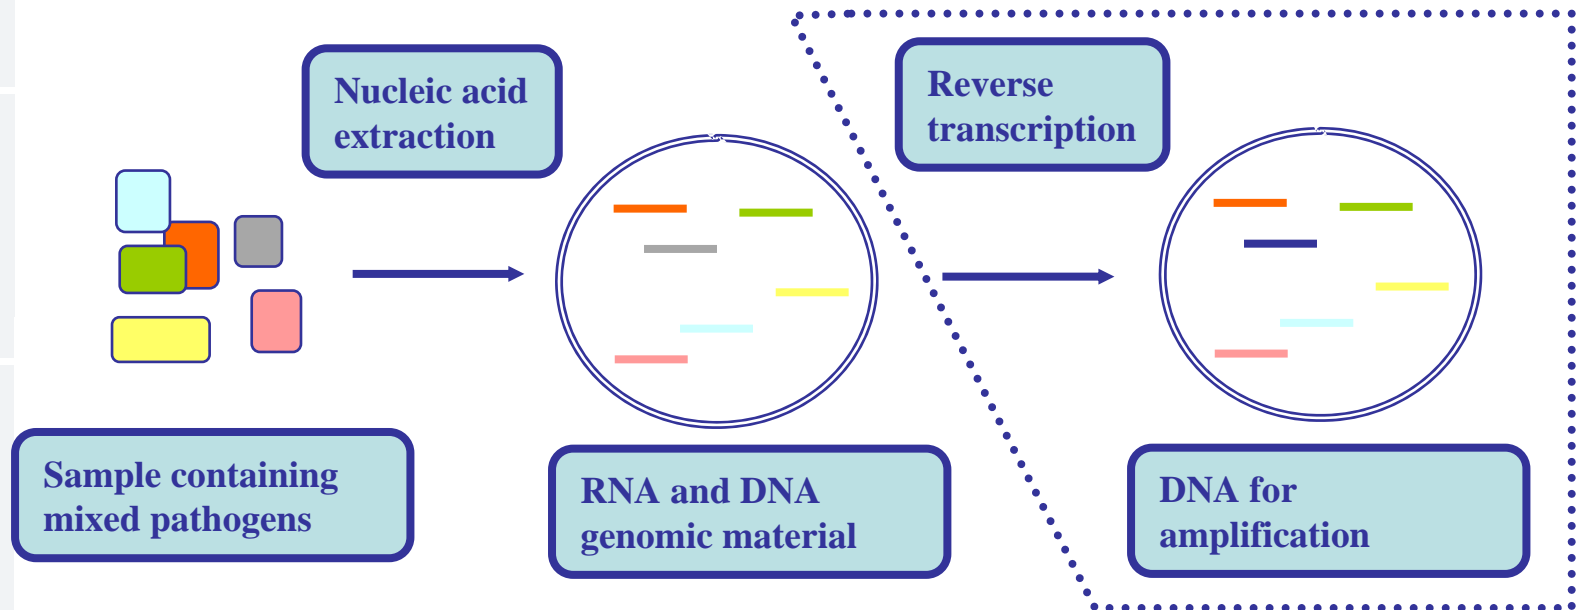 Nucleic acid
extraction
Reverse
transcription
Sample containing
mixed pathogens
RNA and DNA
genomic material
DNA for
amplification